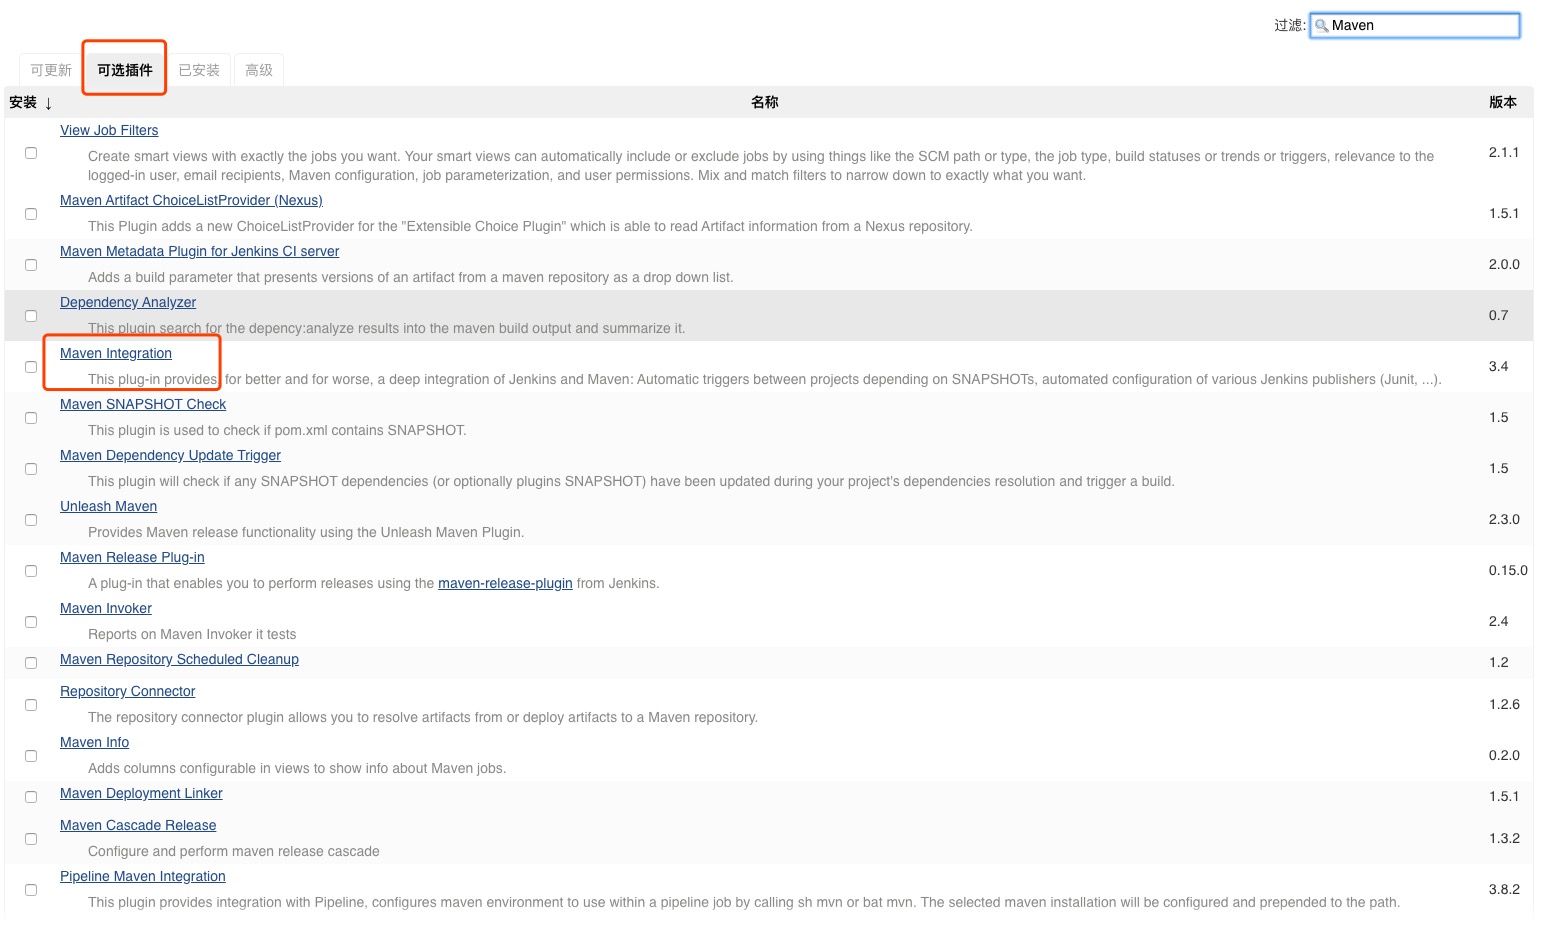 过滤: Maven
可更新 可选插件 已安装 高级
安装 ↓ 名称 版本
View Job Filters
Create smart views with exactly the jobs you want. Your smart views can automatically include or exclude jobs by using things like the SCM path or type, the job type, build statuses or trends or triggers, relevance to the
logged-in user, email recipients, Maven configuration, job parameterization, and user permissions. Mix and match filters to narrow down to exactly what you want.
2.1.1
Maven Artifact ChoiceListProvider (Nexus)
This Plugin adds a new ChoiceListProvider for the "Extensible Choice Plugin" which is able to read Artifact information from a Nexus repository.
1.5.1
Maven Metadata Plugin for Jenkins CI server
Adds a build parameter that presents versions of an artifact from a maven repository as a drop down list.
2.0.0
Dependency Analyzer
This plugin search for the depency:analyze results into the maven build output and summarize it.
0.7
Maven Integration
This plug-in provides, for better and for worse, a deep integration of Jenkins and Maven: Automatic triggers between projects depending on SNAPSHOTs, automated configuration of various Jenkins publishers (Junit, ...).
3.4
Maven SNAPSHOT Check
This plugin is used to check if pom.xml contains SNAPSHOT.
1.5
Maven Dependency Update Trigger
This plugin will check if any SNAPSHOT dependencies (or optionally plugins SNAPSHOT) have been updated during your project's dependencies resolution and trigger a build.
1.5
Unleash Maven
Provides Maven release functionality using the Unleash Maven Plugin.
2.3.0
Maven Release Plug-in
A plug-in that enables you to perform releases using the maven-release-plugin from Jenkins.
0.15.0
Maven Invoker
Reports on Maven Invoker it tests
2.4
Maven Repository Scheduled Cleanup
1.2
Repository Connector
The repository connector plugin allows you to resolve artifacts from or deploy artifacts to a Maven repository.
1.2.6
Maven Info
Adds columns configurable in views to show info about Maven jobs.
0.2.0
Maven Deployment Linker
1.5.1
Maven Cascade Release
Configure and perform maven release cascade
1.3.2
Pipeline Maven Integration
This plugin provides integration with Pipeline, configures maven environment to use within a pipeline job by calling sh mvn or bat mvn. The selected maven installation will be configured and prepended to the path.
3.8.2